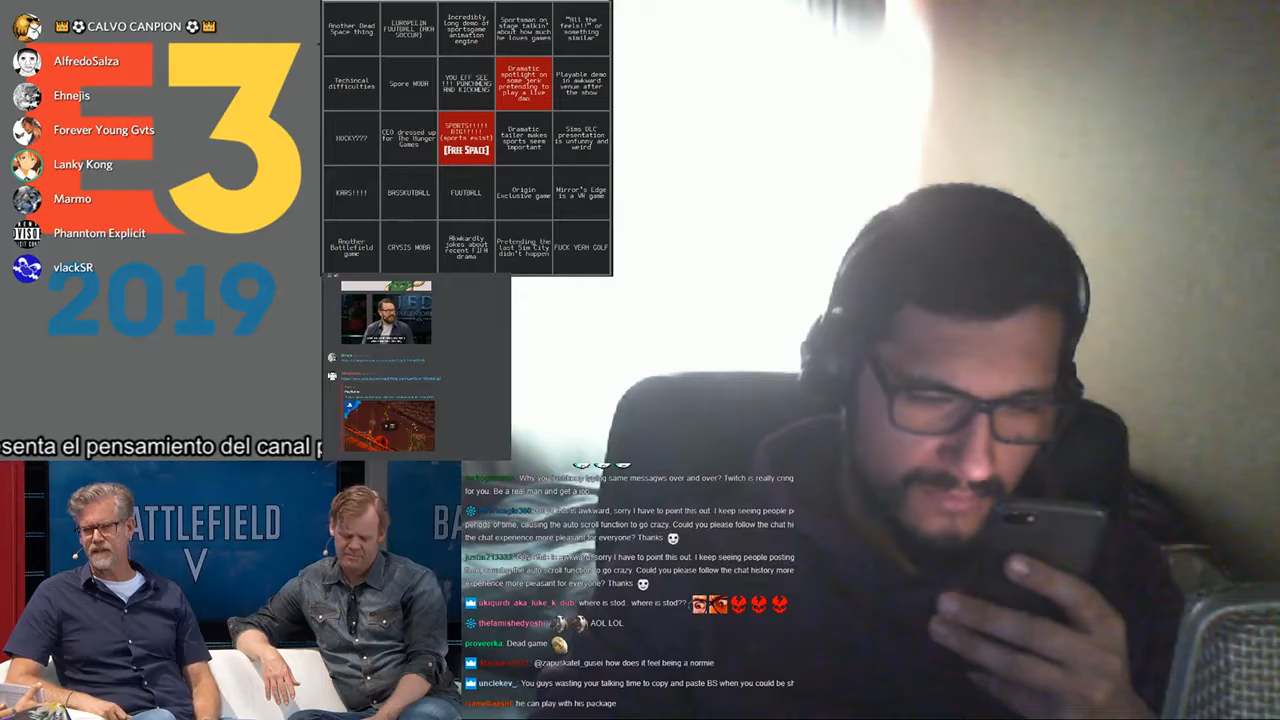 CALVO CANPION
AlfredoSalza
Ehnejis
Forever Young Gvts
Lanky Kong
Marmo
Phanntom Explicit
vlackSR
E3
2019
senta el pensamiento del canal p
Another Dead
Space thing
EUROPEEIN
FUUTBALL (AKA
SOCCUR)
Incredibly
long demo of
sportsgame
animation
engine
Sportsman on
stage talkin'
about how much
he loves games
"All the
feels!!" or
something
similar
Techincal
difficulties
Spore MOBA
YOU EFF SEE
!!! PUNCHMENS
AND KICKMENS
Dramatic
spotlight on
some jerk
pretending to
play a live
Playable demo
in awkward
venue after
the show
HOCKY???
CEO dressed up
for The Hunger
Games
SPORTS!!!!!
BIG!!!!!
(sports exist)
[FREE SPACE]
Dramatic
tailer makes
sports seem
important
Sims DLC
presentation
is unfunny and
weird
KARS!!!!
BASSKUTBALL
FUUTBALL
Origin
Exclusive game
Mirror's Edge
is a VR game
Another
Battlefield
game
CRYSIS MOBA
Akwkardly
jokes about
recent FIFA
drama
Pretending the
last Sim City
didn't happen
FUCK YEAH GOLF
BATTLEFIELD
V
BA
Why you keep typing same messagws over and over? Twitch is really cring
for you. Be a real man and get a job
is awkward, sorry I have to point this out. I keep seeing people p
periods of time, causing the auto scroll function to go crazy. Could you please follow the chat hi
the chat experience more pleasant for everyone? Thanks
awkward, sorry I have to point this out. I keep seeing people posting
the auto scroll function to go crazy. Could you please follow the chat history more
experience more pleasant for everyone? Thanks
ukiqurdi_aka_luke_k_dub: where is stod. where is stod??
thefamishedyoshi: AOL LOL
proveerka: Dead game
@zapuskatel_gusei how does it feel being a normie
unclekev_: You guys wasting your talking time to copy and paste BS when you could be sh
he can play with his package